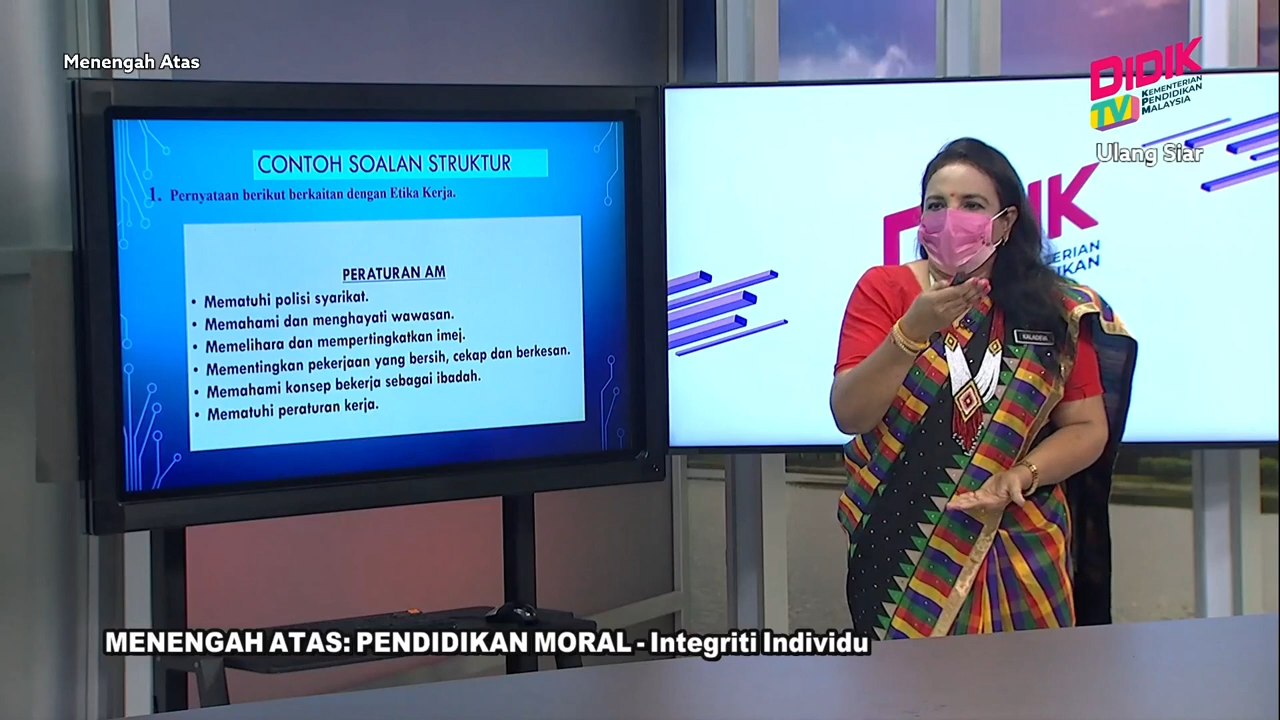 Menengah Atas
DIDIK
TV
KEMENTERIAN
PENDIDIKAN
MALAYSIA
Ulang Siar
CONTOH SOALAN STRUKTUR
1. Pernyataan berikut berkaitan dengan Etika Kerja.
PERATURAN AM
• Mematuhi polisi syarikat.
• Memahami dan menghayati wawasan.
• Memelihara dan mempertingkatkan imej.
• Mementingkan pekerjaan yang bersih, cekap dan berkesan.
• Memahami konsep bekerja sebagai ibadah.
• Mematuhi peraturan kerja.
KALADEVI
MENENGAH ATAS: PENDIDIKAN MORAL - Integriti Individu